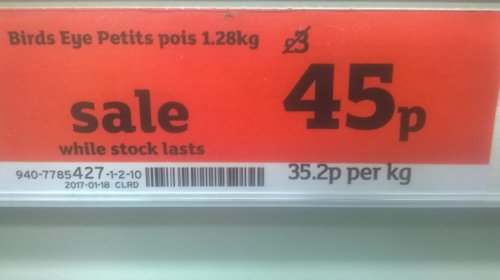 Birds Eye Petits pois 1.28kg
£3
sale
45p
while stock lasts
940-7785427-1-2-10
2017-01-18 CLRD
35.2p per kg